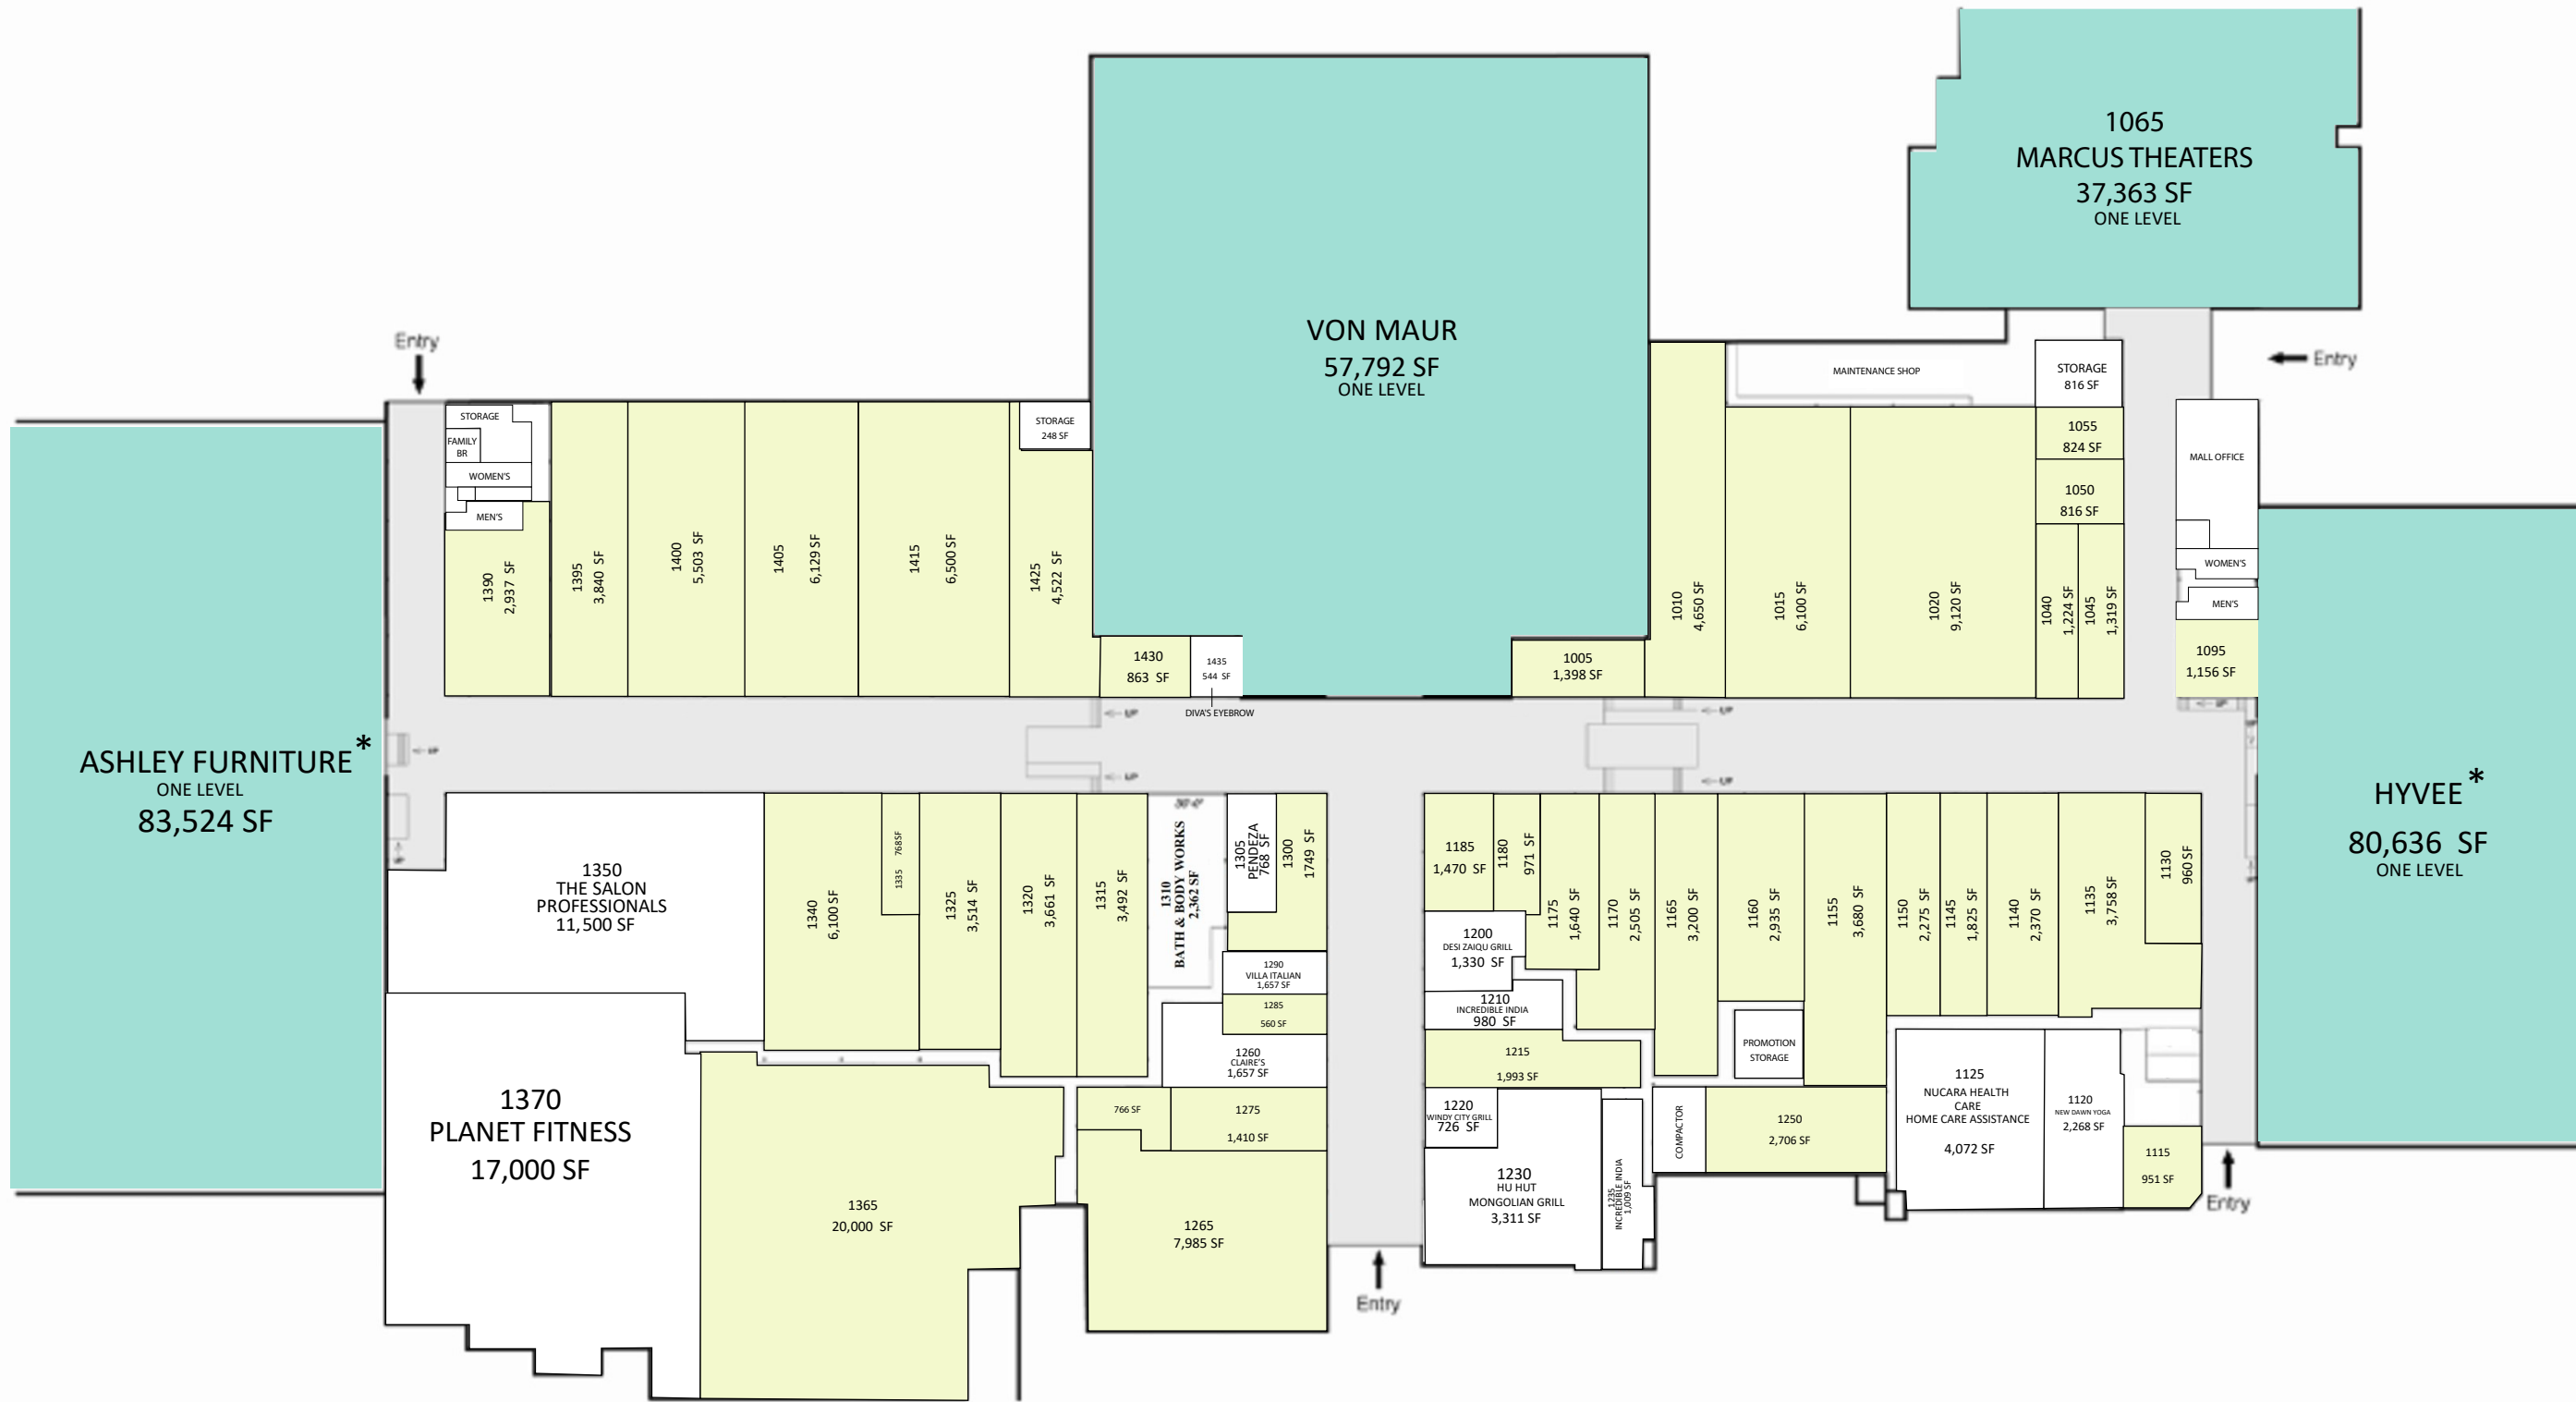 1065
MARCUS THEATERS
37,363 SF
ONE LEVEL
VON MAUR
57,792 SF
ONE LEVEL
Entry
Entry
MAINTENANCE SHOP
STORAGE
816 SF
STORAGE
FAMILY
BR
WOMEN'S
MEN'S
1390
2,937 SF
1395
3,840 SF
1400
5,503 SF
1405
6,129 SF
1415
6,500 SF
STORAGE
248 SF
1425
4,522 SF
1430
863 SF
1435
544 SF
DIVA'S EYEBROW
1005
1,398 SF
1010
4,650 SF
1015
6,100 SF
1020
9,120 SF
1055
824 SF
1050
816 SF
1040
1,224 SF
1045
1,319 SF
MALL OFFICE
WOMEN'S
MEN'S
1095
1,156 SF
UP
UP
UP
UP
UP
UP
ASHLEY FURNITURE*
ONE LEVEL
83,524 SF
HYVEE*
80,636 SF
ONE LEVEL
1350
THE SALON
PROFESSIONALS
11,500 SF
1340
6,100 SF
1335 768SF
1325
3,514 SF
1320
3,661 SF
1315
3,492 SF
30'-0"
1310
BATH & BODY WORKS
2,362 SF
1305
PENDEZA
768 SF
1300
1749 SF
1290
VILLA ITALIAN
1,657 SF
1285
560 SF
1260
CLAIRE'S
1,657 SF
766 SF
1275
1,410 SF
1265
7,985 SF
1370
PLANET FITNESS
17,000 SF
1365
20,000 SF
Entry
1185
1,470 SF
1180
971 SF
1175
1,640 SF
1170
2,505 SF
1165
3,200 SF
1160
2,935 SF
1155
3,680 SF
1150
2,275 SF
1145
1,825 SF
1140
2,370 SF
1135
3,758 SF
1130
960 SF
1200
DESI ZAIQU GRILL
1,330 SF
1210
INCREDIBLE INDIA
980 SF
1215
1,993 SF
1220
WINDY CITY GRILL
726 SF
1230
HU HUT
MONGOLIAN GRILL
3,311 SF
1235
INCREDIBLE INDIA
1,009 SF
PROMOTION
STORAGE
COMPACTOR
1250
2,706 SF
1125
NUCARA HEALTH
CARE
HOME CARE ASSISTANCE
4,072 SF
1120
NEW DAWN YOGA
2,268 SF
1115
951 SF
Entry